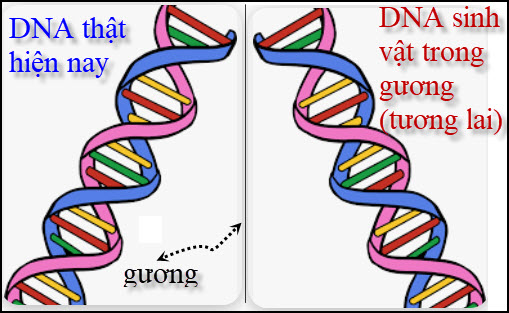 DNA thật
hiện nay
DNA sinh
vật trong
gương
(tương lai)
gương